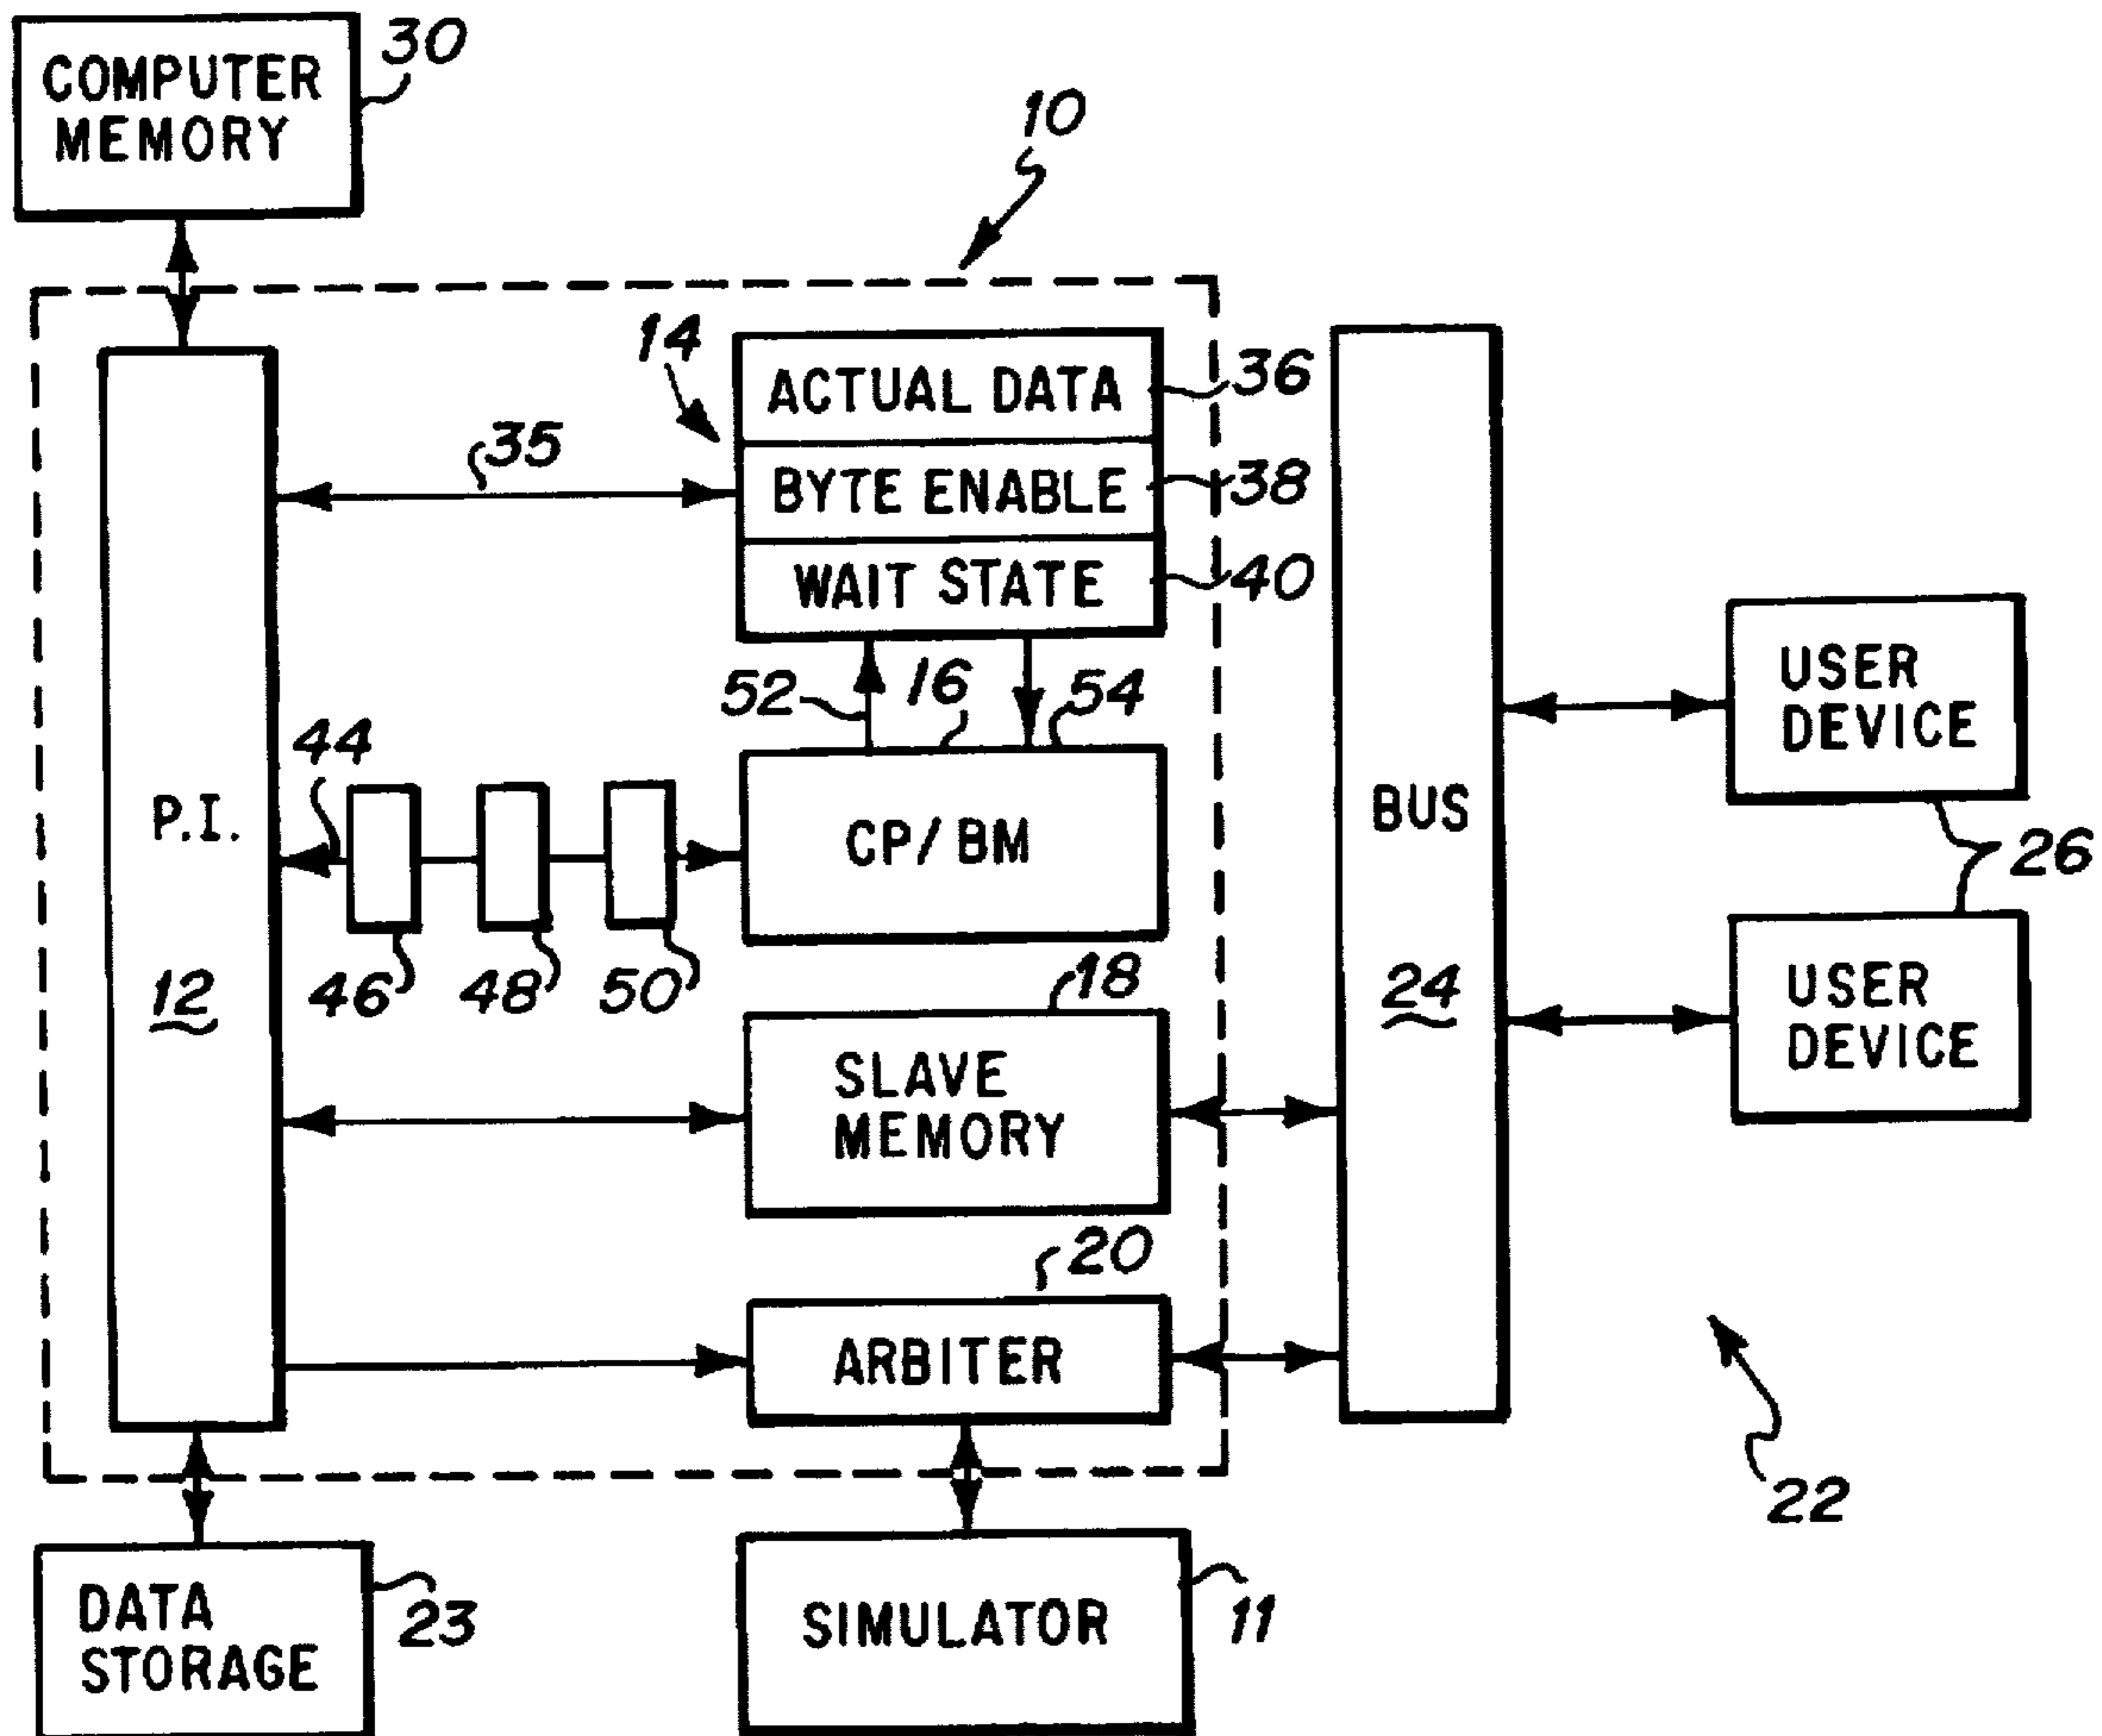 COMPUTER
MEMORY
30
10
14
ACTUAL DATA
36
35
BYTE ENABLE
38
WAIT STATE
40
52
16
54
44
P.I.
12
46
48
50
CP/BM
BUS
24
USER
DEVICE
26
USER
DEVICE
18
SLAVE
MEMORY
20
ARBITER
22
DATA
STORAGE
23
SIMULATOR
11